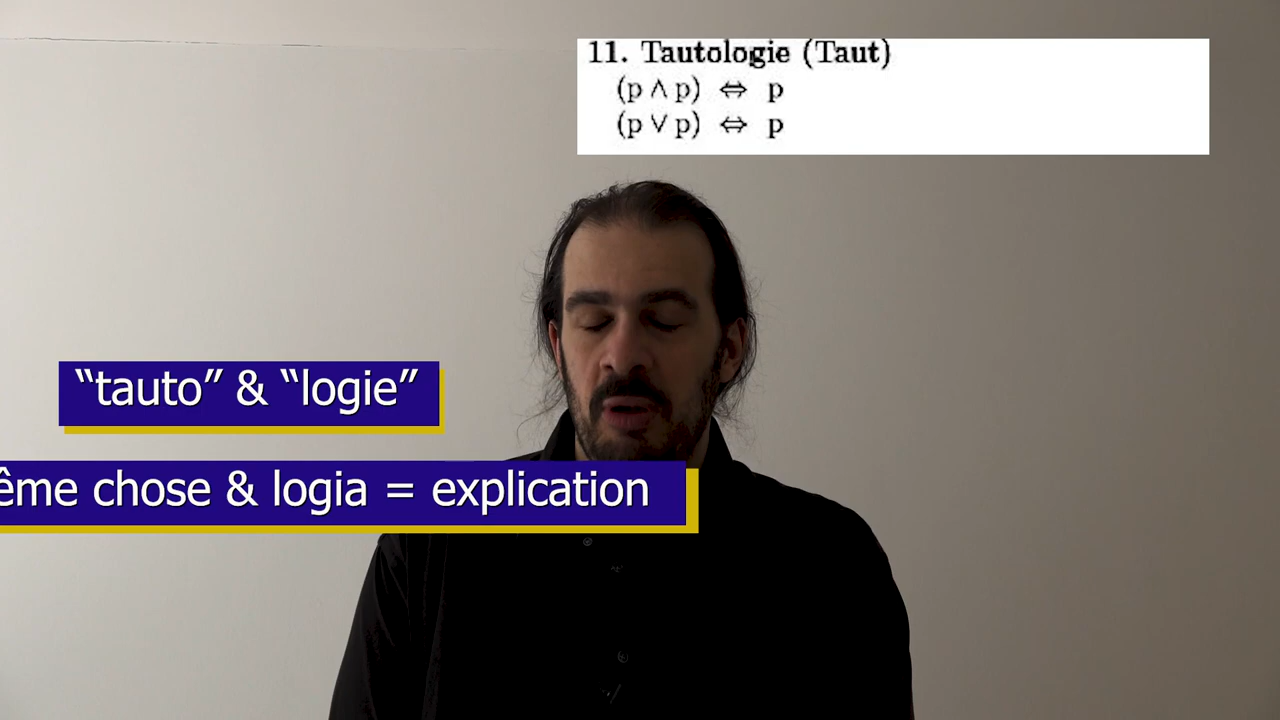 11. Tautologie (Taut)
(p ∧ p) ⇔ p
(p ∨ p) ⇔ p
“tauto” & “logie”
ême chose & logia = explication